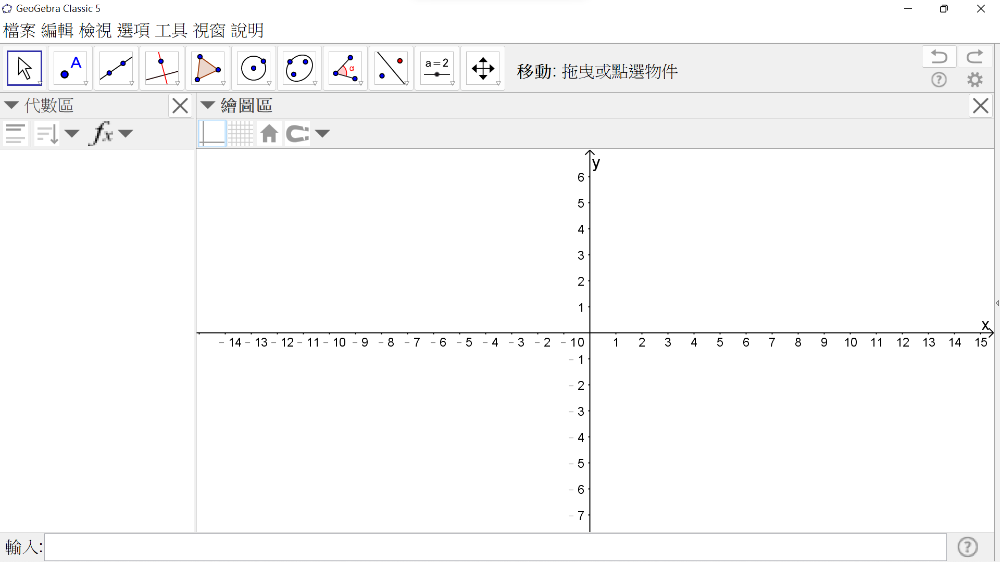 GeoGebra Classic 5
檔案 編輯 檢視 選項 工具 視窗 說明
A
α
a=2
移動: 拖曳或點選物件
?
代數區
繪圖區
fx
y
6
5
4
3
2
1
x
– 14 – 13 – 12 – 11 – 10 – 9 – 8 – 7 – 6 – 5 – 4 – 3 – 2 – 1 0 1 2 3 4 5 6 7 8 9 10 11 12 13 14 15
– 1
– 2
– 3
– 4
– 5
– 6
– 7
輸入:
?